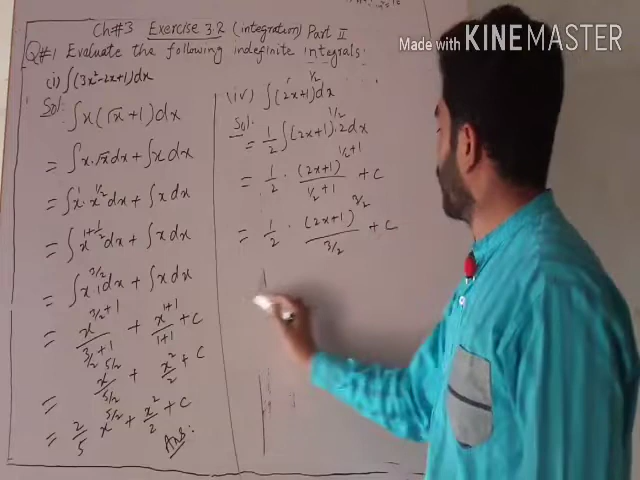 Ch#3 Exercise 3.2 (integration) Part II
Made with KINEMASTER
Q#1 Evaluate the following indefinite integrals:
(i) ∫(3x²-2x+1)dx
Sol: ∫x(√x+1)dx
= ∫x.√x dx + ∫x dx
= ∫x¹.x^(1/2) dx + ∫x dx
= ∫x^(1+1/2) dx + ∫x dx
= ∫x^(3/2) dx + ∫x dx
= x^(3/2+1)/(3/2+1) + x^(1+1)/(1+1) + C
= x^(5/2)/(5/2) + x²/2 + C
= 2/5 x^(5/2) + x²/2 + C
Ans:
(iv) ∫(2x+1)^(1/2) dx
Sol: = 1/2 ∫(2x+1)^(1/2).2dx
= 1/2 . (2x+1)^(1/2+1)/(1/2+1) + C
= 1/2 . (2x+1)^(3/2)/(3/2) + C